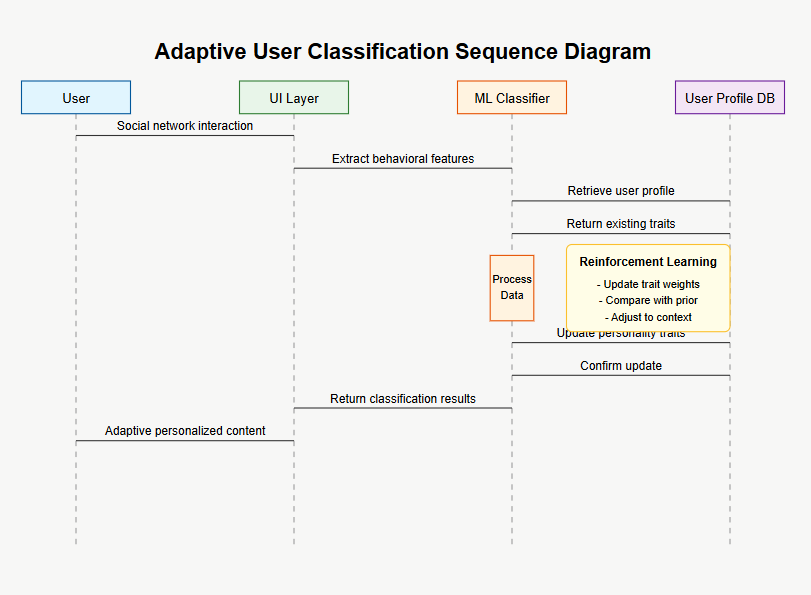 Adaptive User Classification Sequence Diagram
User
UI Layer
ML Classifier
User Profile DB
Social network interaction
Extract behavioral features
Retrieve user profile
Return existing traits
Process
Data
Reinforcement Learning
- Update trait weights
- Compare with prior
- Adjust to context
Update personality traits
Confirm update
Return classification results
Adaptive personalized content